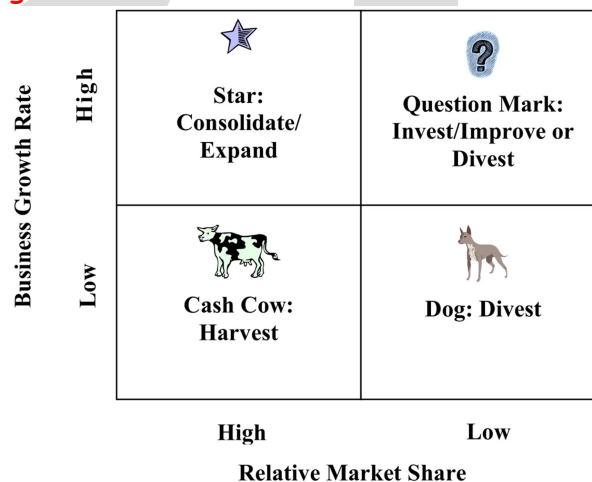 Business Growth Rate
High
Low
Star:
Consolidate/
Expand
?
Question Mark:
Invest/Improve or
Divest
Cash Cow:
Harvest
Dog: Divest
High
Low
Relative Market Share